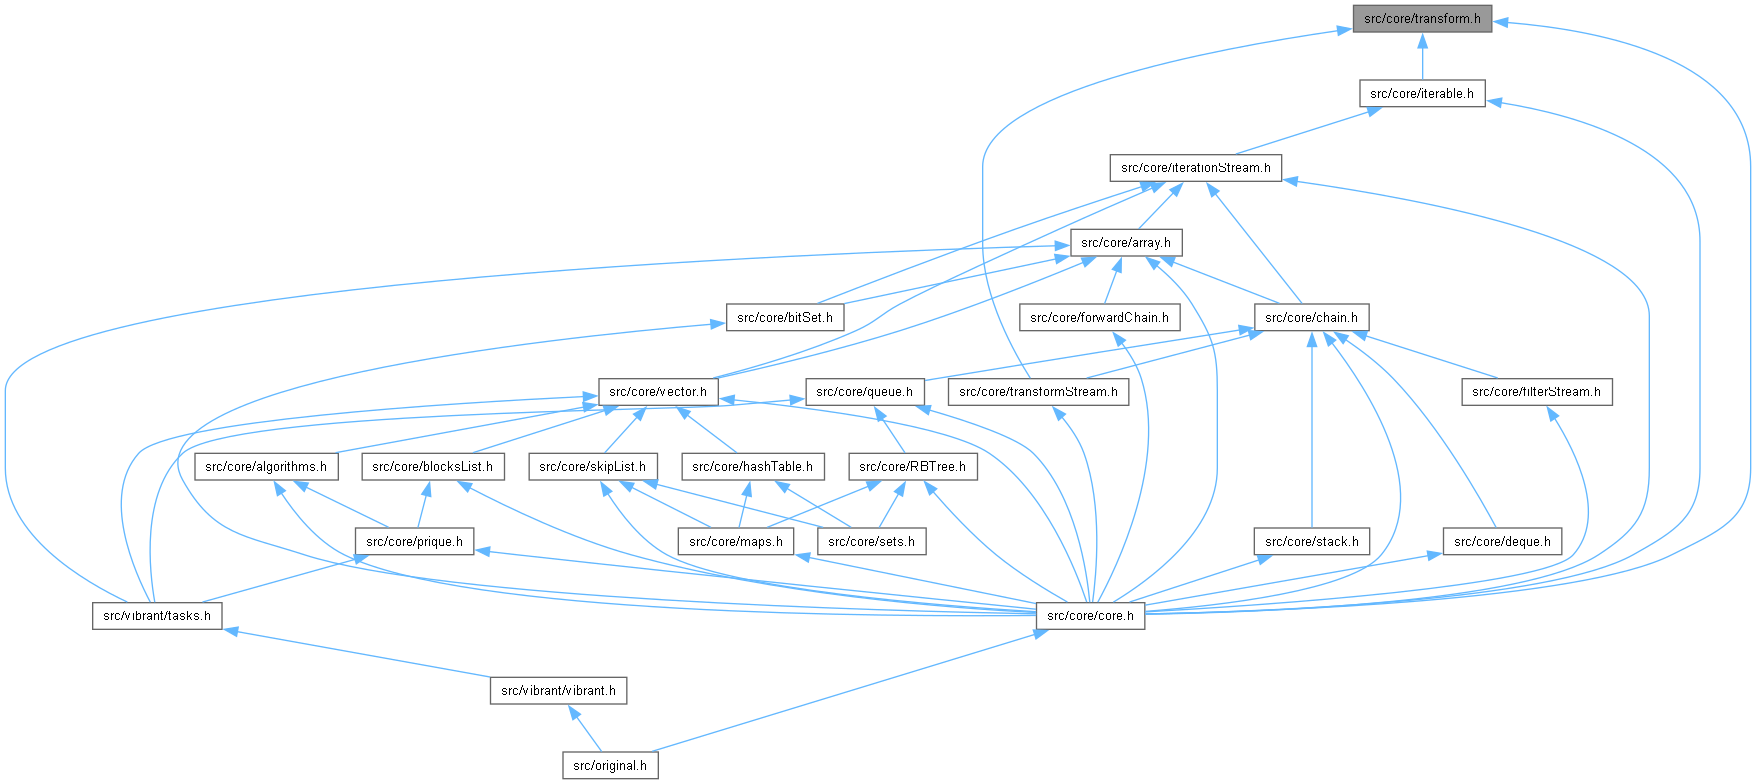 src/core/transform.h
src/core/iterable.h
src/core/iterationStream.h
src/core/array.h
src/core/bitSet.h
src/core/forwardChain.h
src/core/chain.h
src/core/vector.h
src/core/queue.h
src/core/transformStream.h
src/core/filterStream.h
src/core/algorithms.h
src/core/blocksList.h
src/core/skipList.h
src/core/hashTable.h
src/core/RBTree.h
src/core/prique.h
src/core/maps.h
src/core/sets.h
src/core/stack.h
src/core/deque.h
src/vibrant/tasks.h
src/core/core.h
src/vibrant/vibrant.h
src/original.h